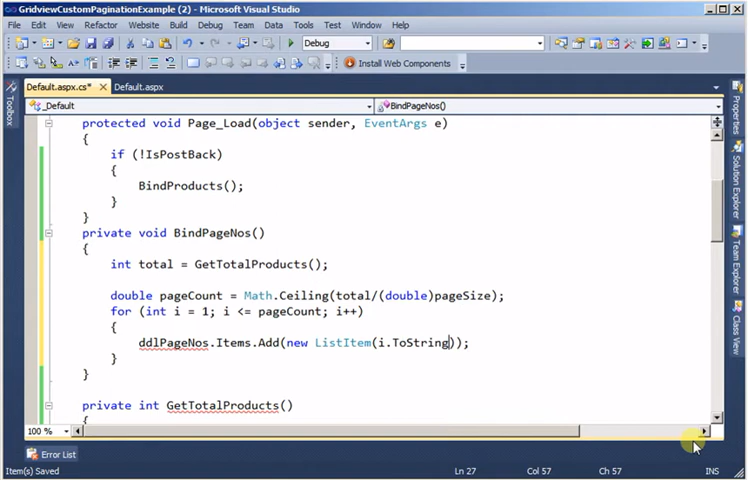 GridviewCustomPaginationExample (2) - Microsoft Visual Studio
File Edit View Refactor Website Build Debug Team Data Tools Test Window Help
Debug
Install Web Components
Default.aspx.cs* Default.aspx
_Default BindPageNos()
Toolbox
protected void Page_Load(object sender, EventArgs e)
{
if (!IsPostBack)
{
BindProducts();
}
}
private void BindPageNos()
{
int total = GetTotalProducts();
double pageCount = Math.Ceiling(total/(double)pageSize);
for (int i = 1; i <= pageCount; i++)
{
ddlPageNos.Items.Add(new ListItem(i.ToString));
}
}
private int GetTotalProducts()
{
Properties
Solution Explorer
Team Explorer
Class View
100 %
Error List
Item(s) Saved Ln 27 Col 57 Ch 57 INS